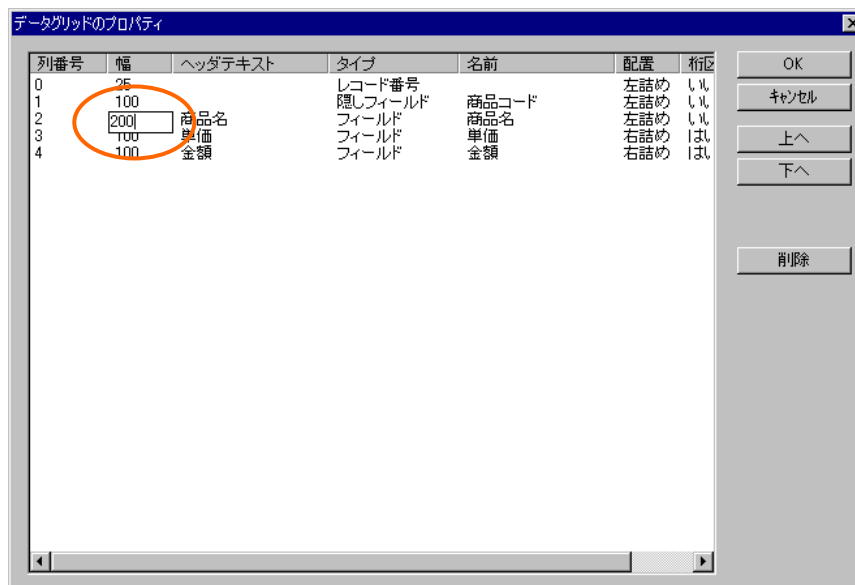 データグリッドのプロパティ
列番号 幅 ヘッダテキスト タイプ 名前 配置 桁区
0 25 レコード番号 左詰め いい
1 100 隠しフィールド 商品コード 左詰め いい
2 200 商品名 フィールド 商品名 左詰め いい
3 100 単価 フィールド 単価 右詰め はい
4 100 金額 フィールド 金額 右詰め はい
OK
キャンセル
上へ
下へ
削除